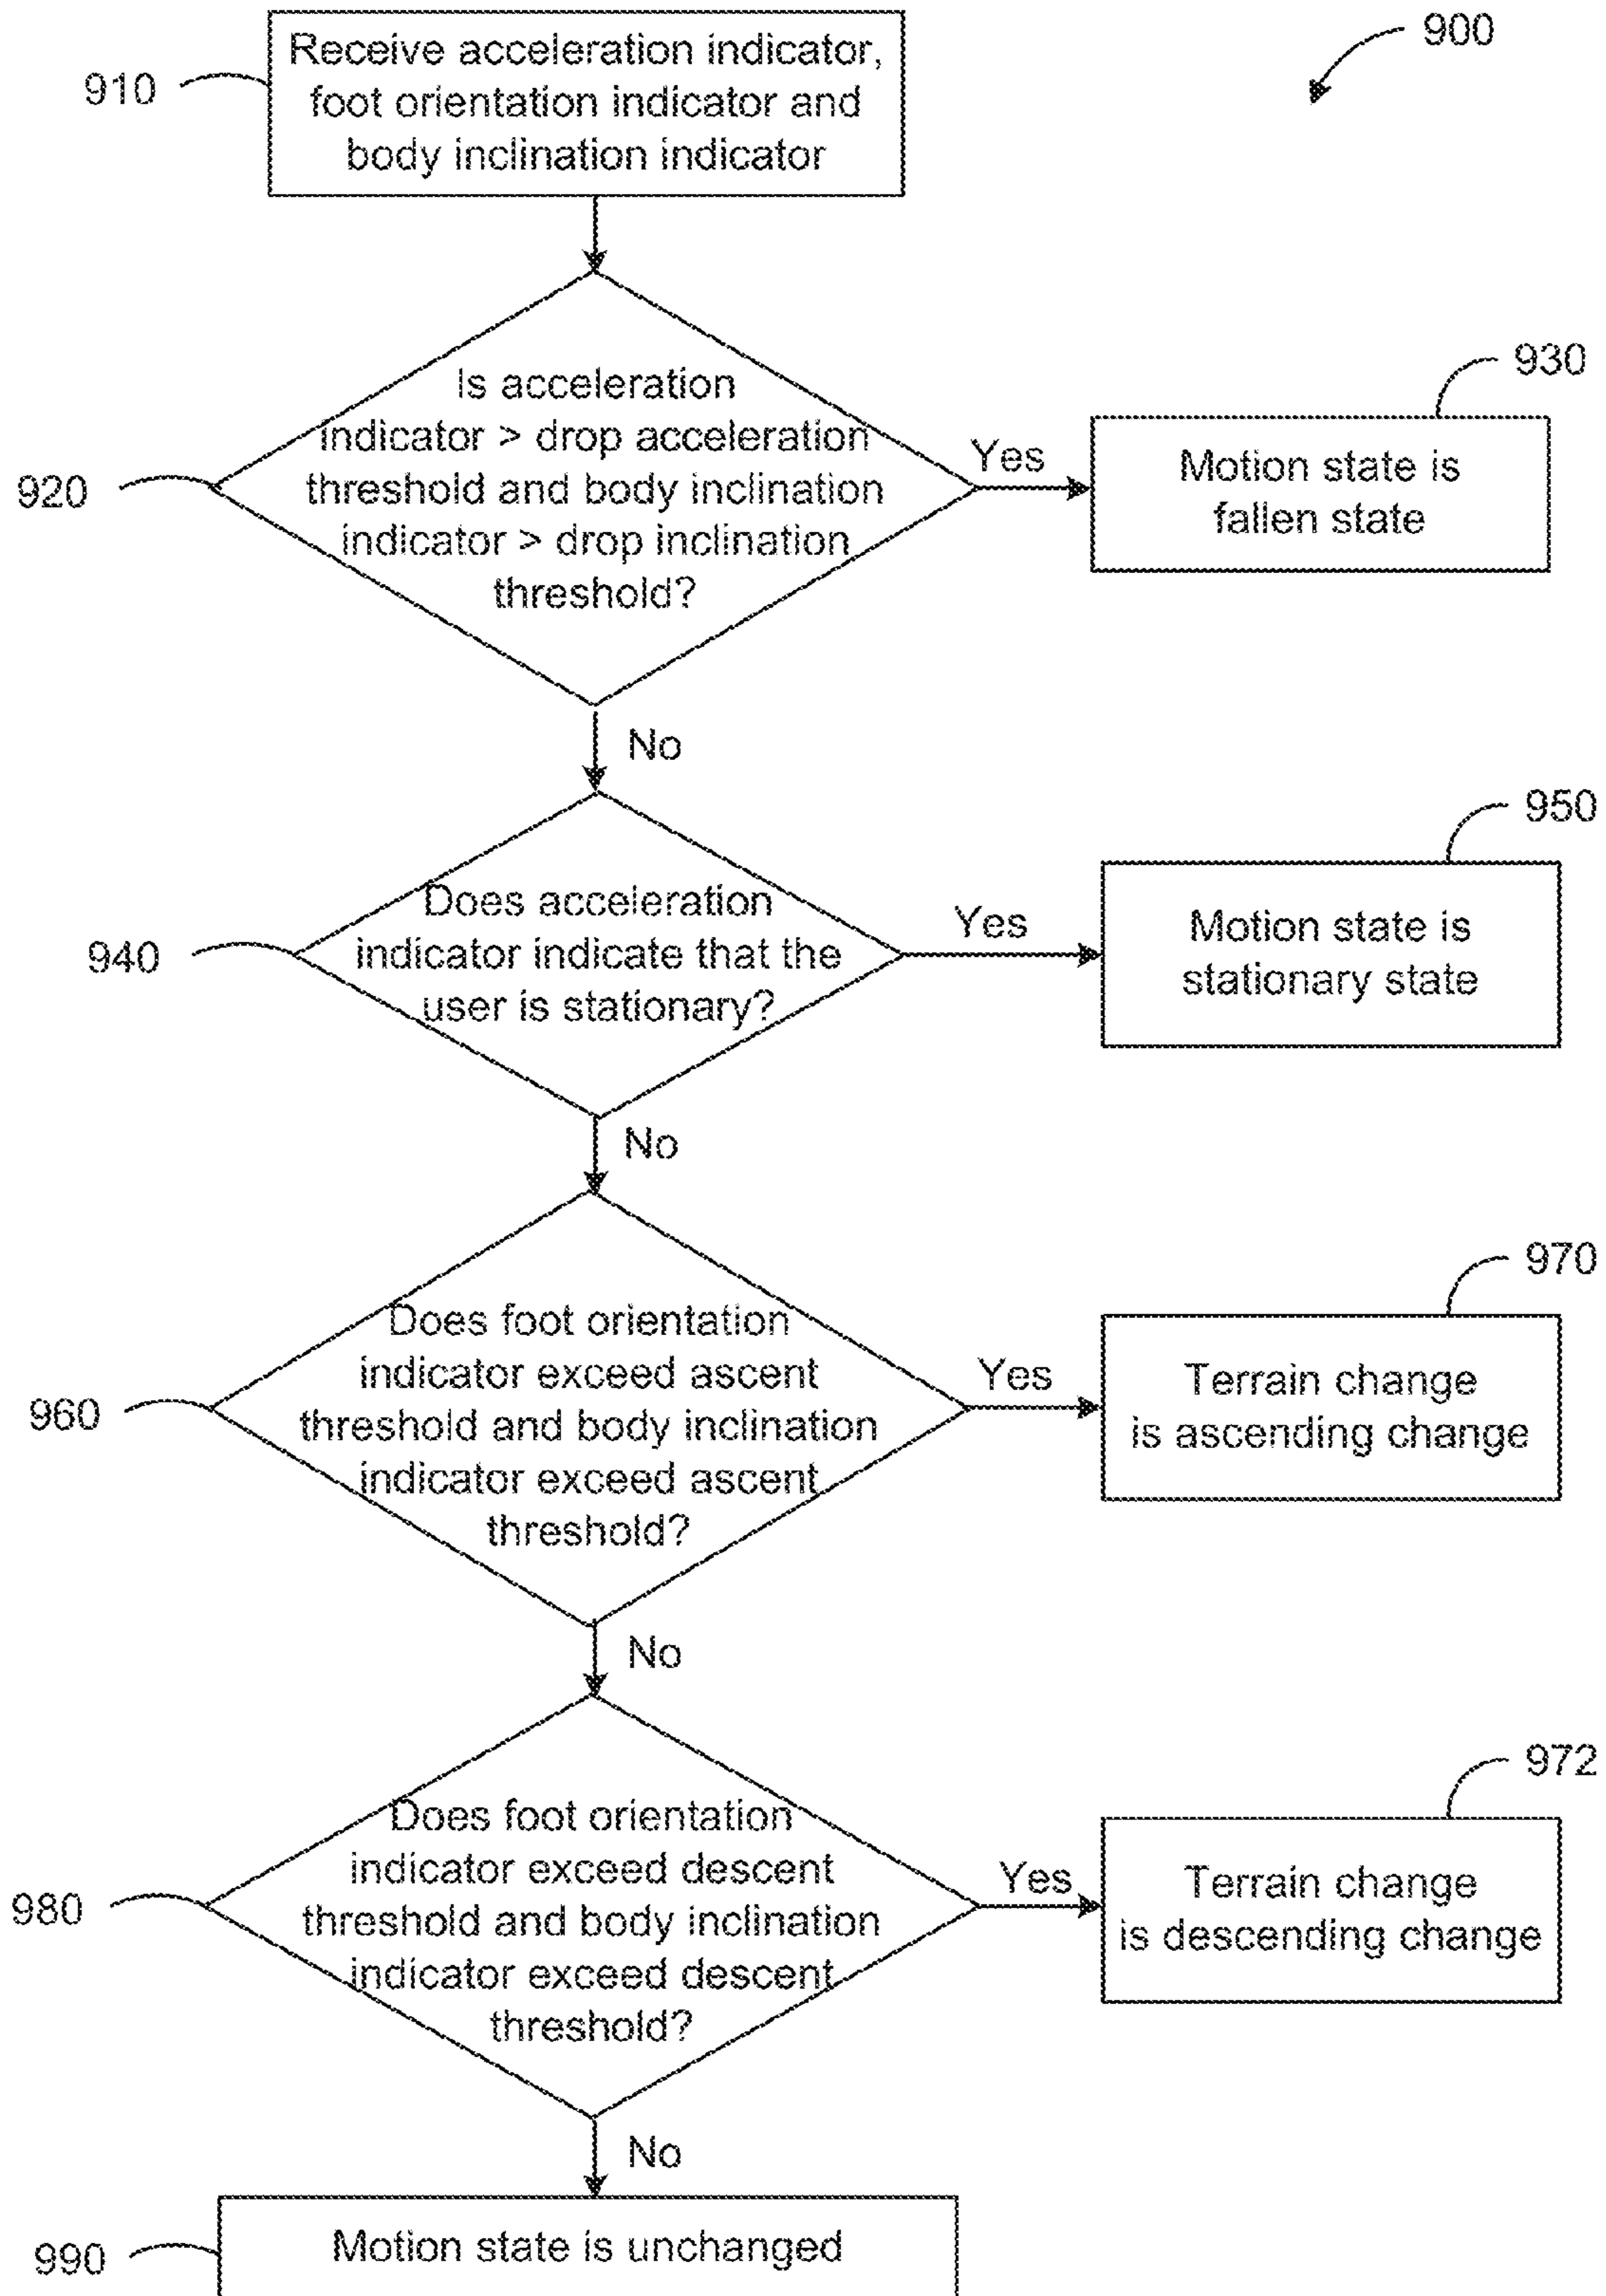 900
910
Receive acceleration indicator,
foot orientation indicator and
body inclination indicator
920
Is acceleration
indicator > drop acceleration
threshold and body inclination
indicator > drop inclination
threshold?
Yes
930
Motion state is
fallen state
No
940
Does acceleration
indicator indicate that the
user is stationary?
Yes
950
Motion state is
stationary state
No
960
Does foot orientation
indicator exceed ascent
threshold and body inclination
indicator exceed ascent
threshold?
Yes
970
Terrain change
is ascending change
No
980
Does foot orientation
indicator exceed descent
threshold and body inclination
indicator exceed descent
threshold?
Yes
972
Terrain change
is descending change
No
990
Motion state is unchanged